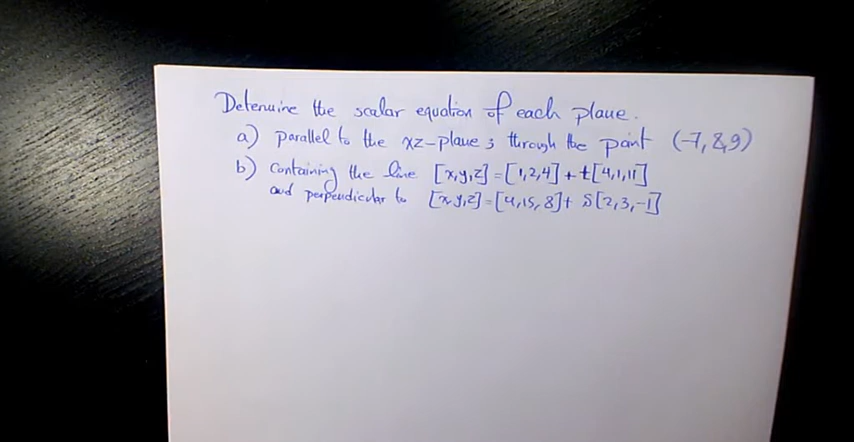 Determine the scalar equation of each plane.
a) parallel to the xz-plane ; through the point (-7, 8, 9)
b) containing the line [x,y,z] = [1,2,4] + t[4,1,11]
and perpendicular to [x,y,z] = [4,15,8] + s[2,3,-1]